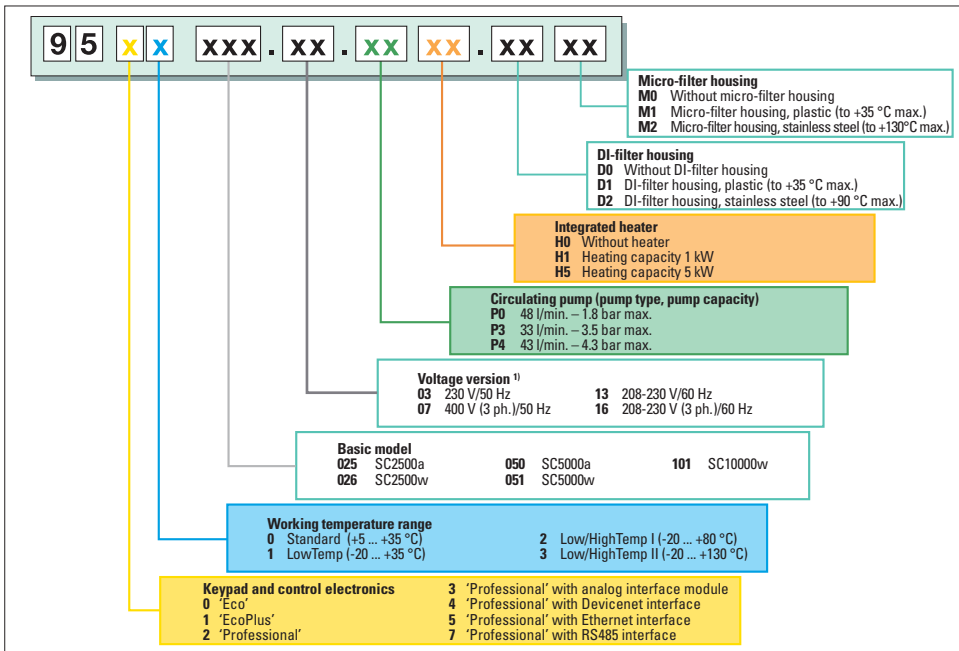 95 x x xxx.xx.xx xx.xx xx
Micro-filter housing
M0 Without micro-filter housing
M1 Micro-filter housing, plastic (to +35 °C max.)
M2 Micro-filter housing, stainless steel (to +130°C max.)
DI-filter housing
D0 Without DI-filter housing
D1 DI-filter housing, plastic (to +35 °C max.)
D2 DI-filter housing, stainless steel (to +90 °C max.)
Integrated heater
H0 Without heater
H1 Heating capacity 1 kW
H5 Heating capacity 5 kW
Circulating pump (pump type, pump capacity)
P0 48 l/min. – 1.8 bar max.
P3 33 l/min. – 3.5 bar max.
P4 43 l/min. – 4.3 bar max.
Voltage version 1)
03 230 V/50 Hz 13 208-230 V/60 Hz
07 400 V (3 ph.)/50 Hz 16 208-230 V (3 ph.)/60 Hz
Basic model
025 SC2500a 050 SC5000a 101 SC10000w
026 SC2500w 051 SC5000w
Working temperature range
0 Standard (+5 ... +35 °C) 2 Low/HighTemp I (-20 ... +80 °C)
1 LowTemp (-20 ... +35 °C) 3 Low/HighTemp II (-20 ... +130 °C)
Keypad and control electronics 3 'Professional' with analog interface module
0 'Eco' 4 'Professional' with Devicenet interface
1 'EcoPlus' 5 'Professional' with Ethernet interface
2 'Professional' 7 'Professional' with RS485 interface